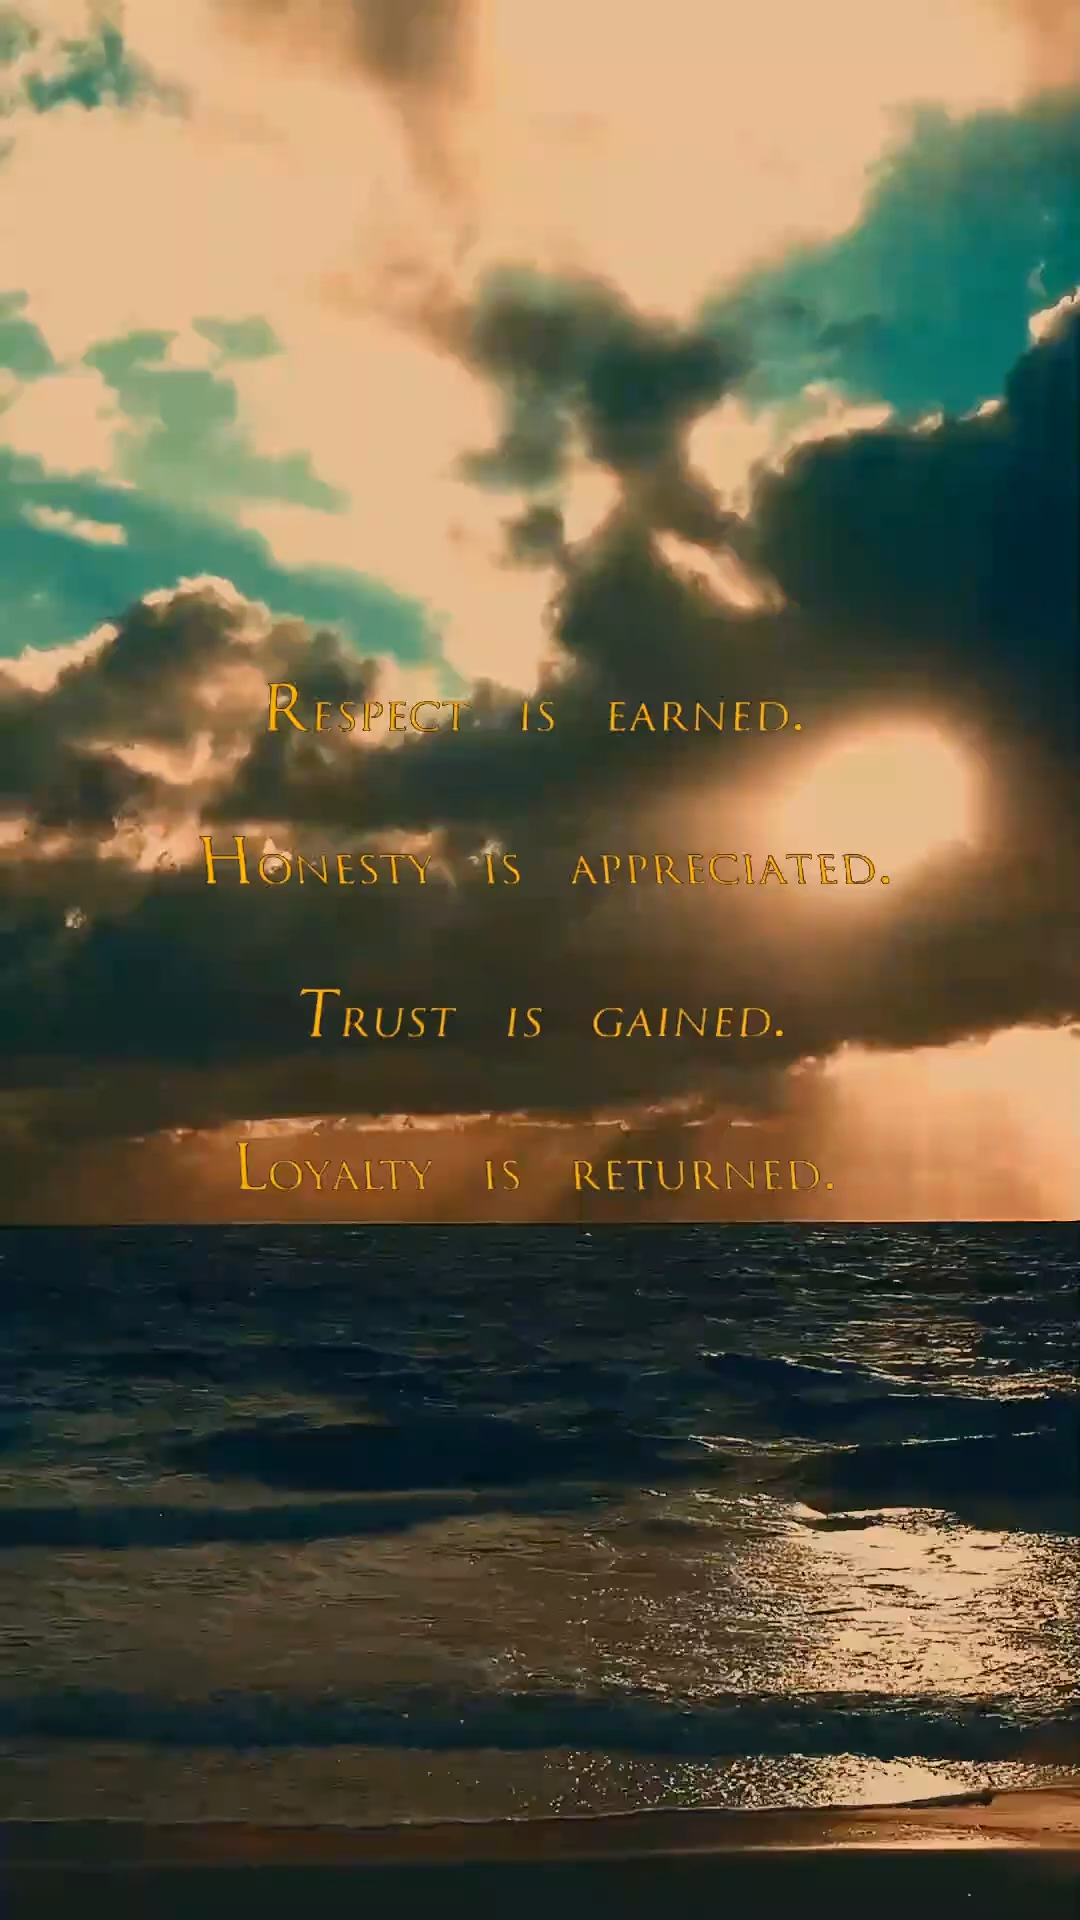 Respect is earned.
Honesty is appreciated.
Trust is gained.
Loyalty is returned.